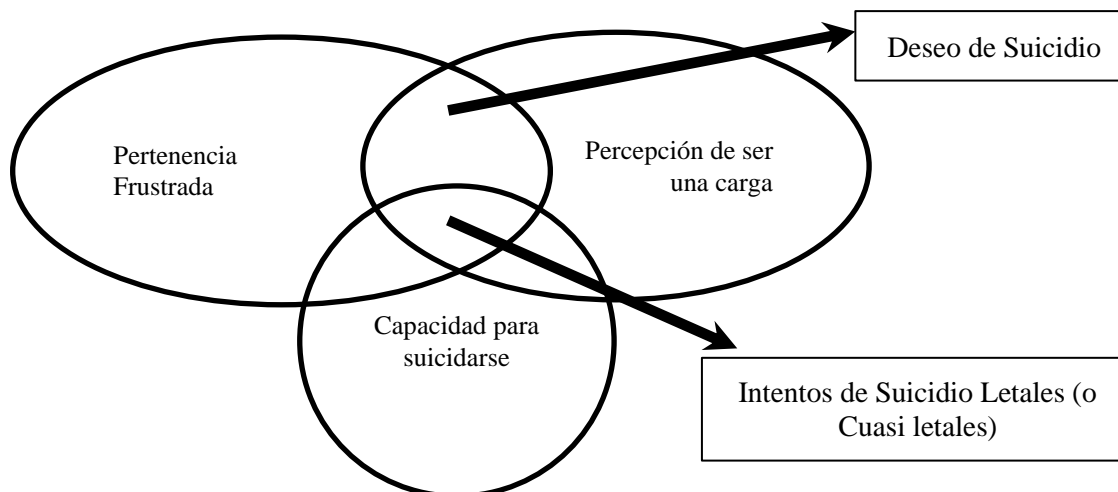 Deseo de Suicidio
Pertenencia
Frustrada
Percepción de ser
una carga
Capacidad para
suicidarse
Intentos de Suicidio Letales (o
Cuasi letales)